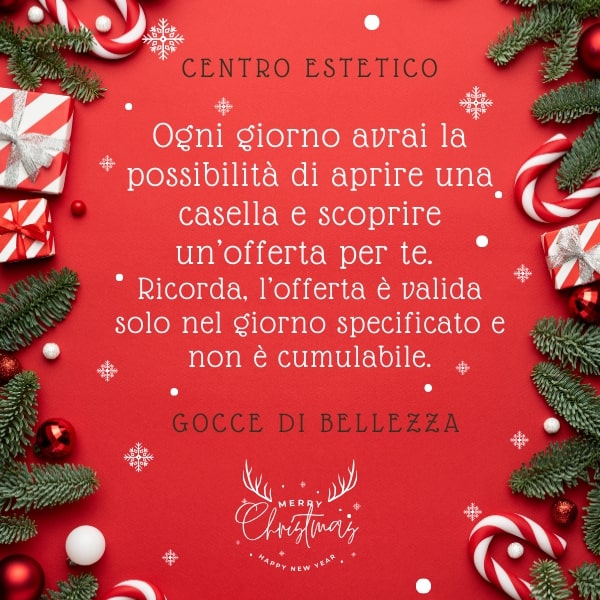 CENTRO ESTETICO
Ogni giorno avrai la
possibilità di aprire una
casella e scoprire
un'offerta per te.
Ricorda, l'offerta è valida
solo nel giorno specificato e
non è cumulabile.
GOCCE DI BELLEZZA
MERRY
Christmas
HAPPY NEW YEAR